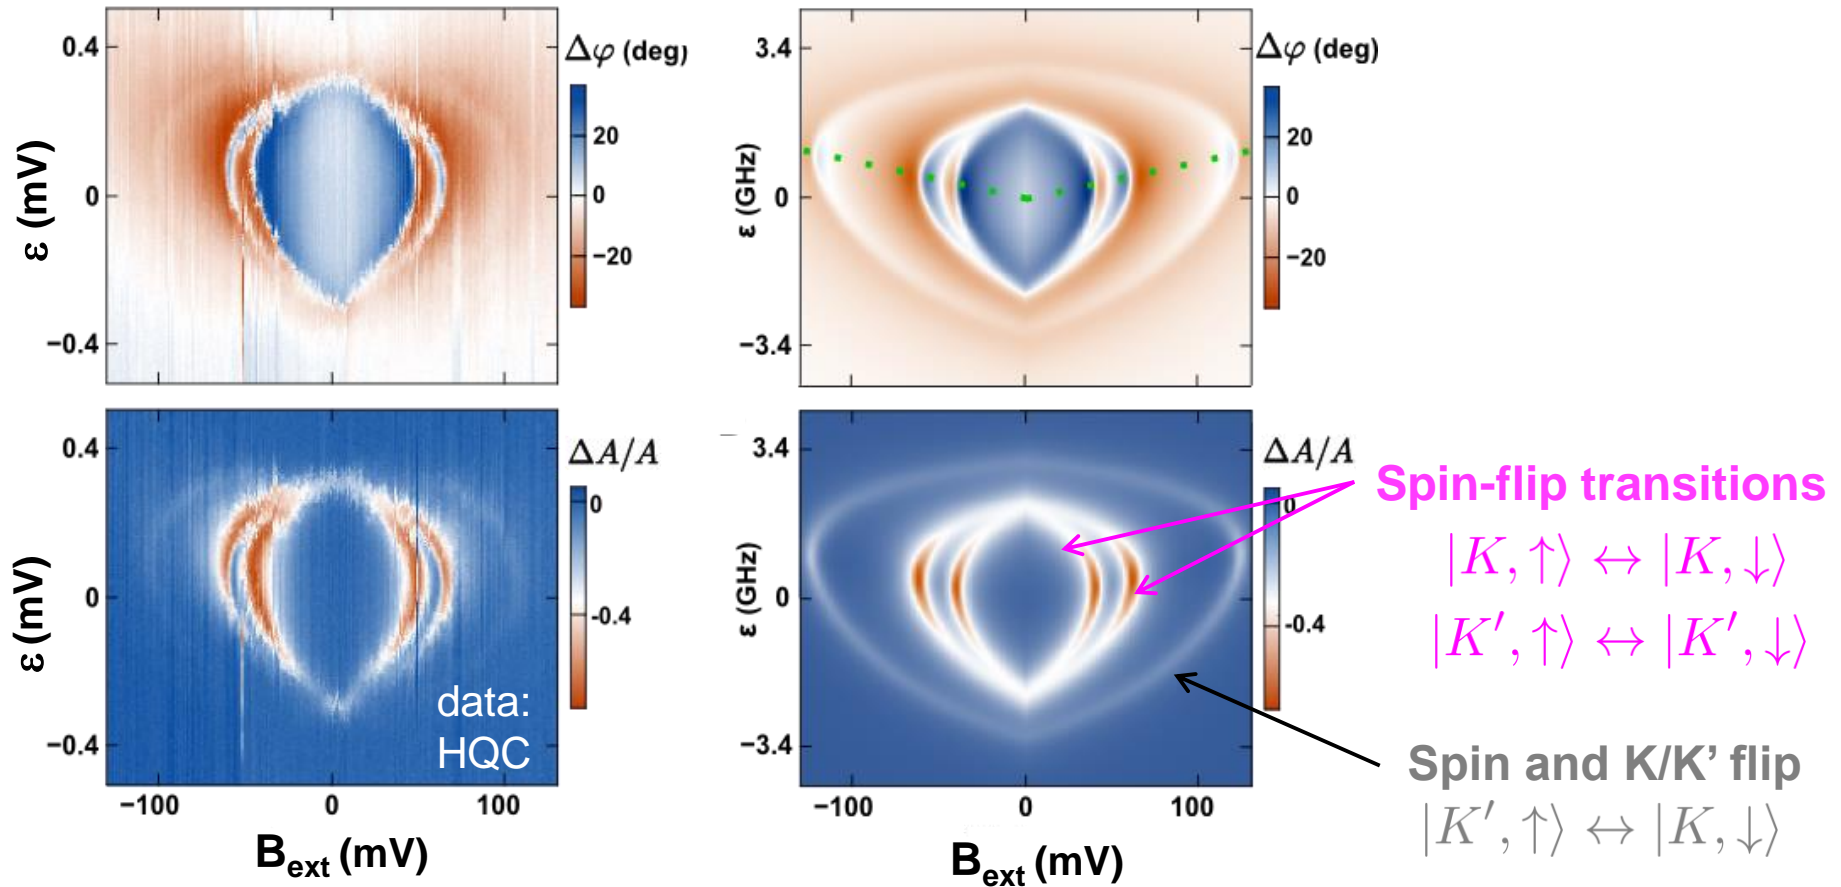 0.4
0
−0.4
ε (mV)
Δφ (deg)
20
0
−20
3.4
0
−3.4
ε (GHz)
−100
0
100
Δφ (deg)
20
0
−20
0.4
0
−0.4
ε (mV)
−100
0
100
B_ext (mV)
data:
HQC
ΔA/A
0
-0.4
3.4
0
−3.4
ε (GHz)
−100
0
100
B_ext (mV)
ΔA/A
0
-0.4
Spin-flip transitions
|K,↑⟩ ↔ |K,↓⟩
|K′,↑⟩ ↔ |K′,↓⟩
Spin and K/K’ flip
|K′,↑⟩ ↔ |K,↓⟩